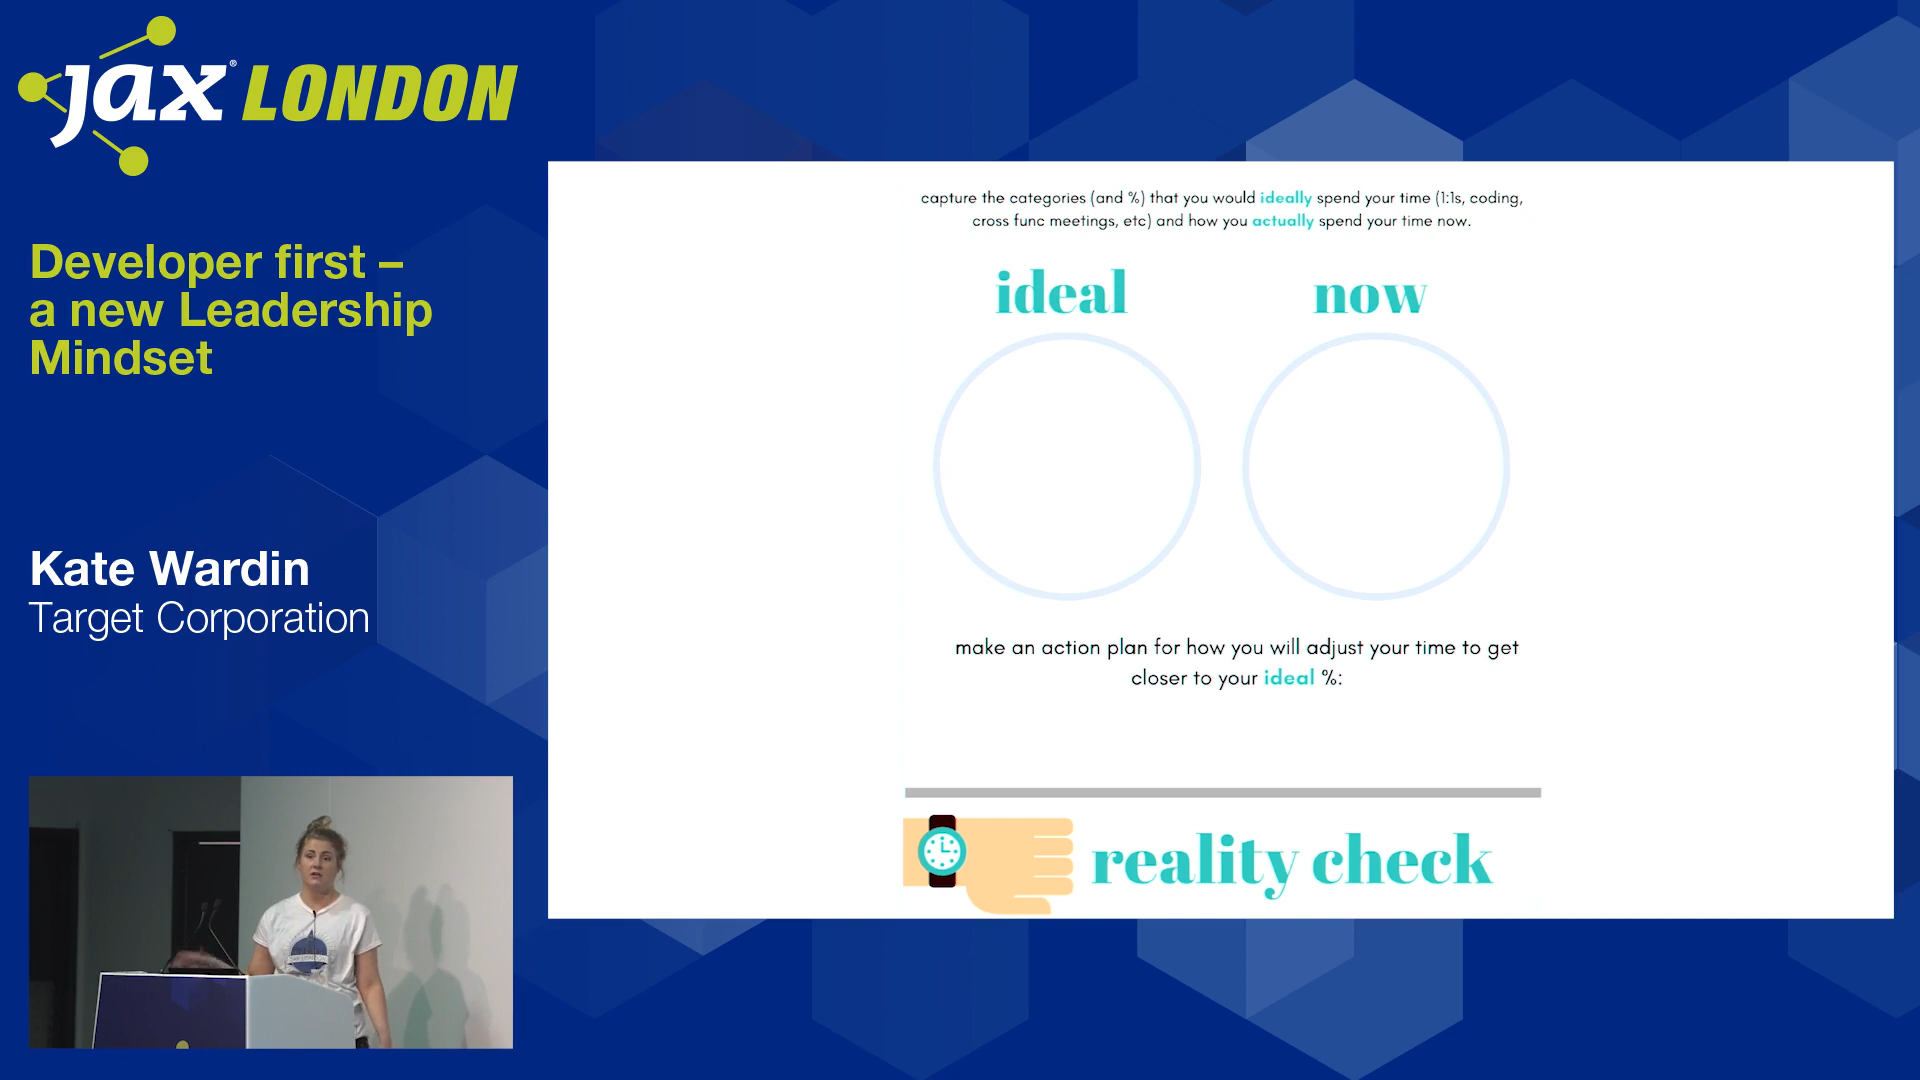 jax® LONDON
Developer first –
a new Leadership
Mindset
Kate Wardin
Target Corporation
capture the categories (and %) that you would ideally spend your time (1:1s, coding,
cross func meetings, etc) and how you actually spend your time now.
ideal
now
make an action plan for how you will adjust your time to get
closer to your ideal %:
reality check